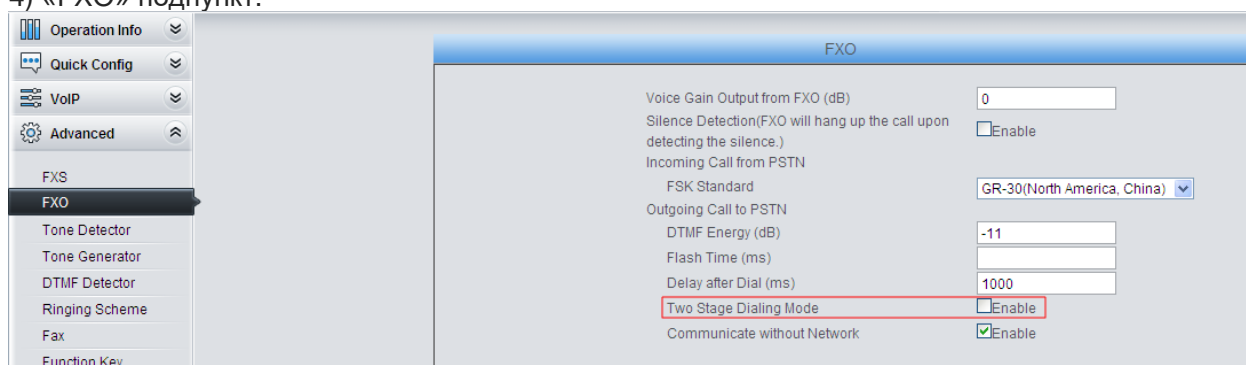 4) «FXO» подпункт:
Operation Info
Quick Config
VoIP
Advanced
FXS
FXO
Tone Detector
Tone Generator
DTMF Detector
Ringing Scheme
Fax
Function Key
FXO
Voice Gain Output from FXO (dB) 0
Silence Detection(FXO will hang up the call upon
detecting the silence.) Enable
Incoming Call from PSTN
FSK Standard GR-30(North America, China)
Outgoing Call to PSTN
DTMF Energy (dB) -11
Flash Time (ms)
Delay after Dial (ms) 1000
Two Stage Dialing Mode Enable
Communicate without Network Enable